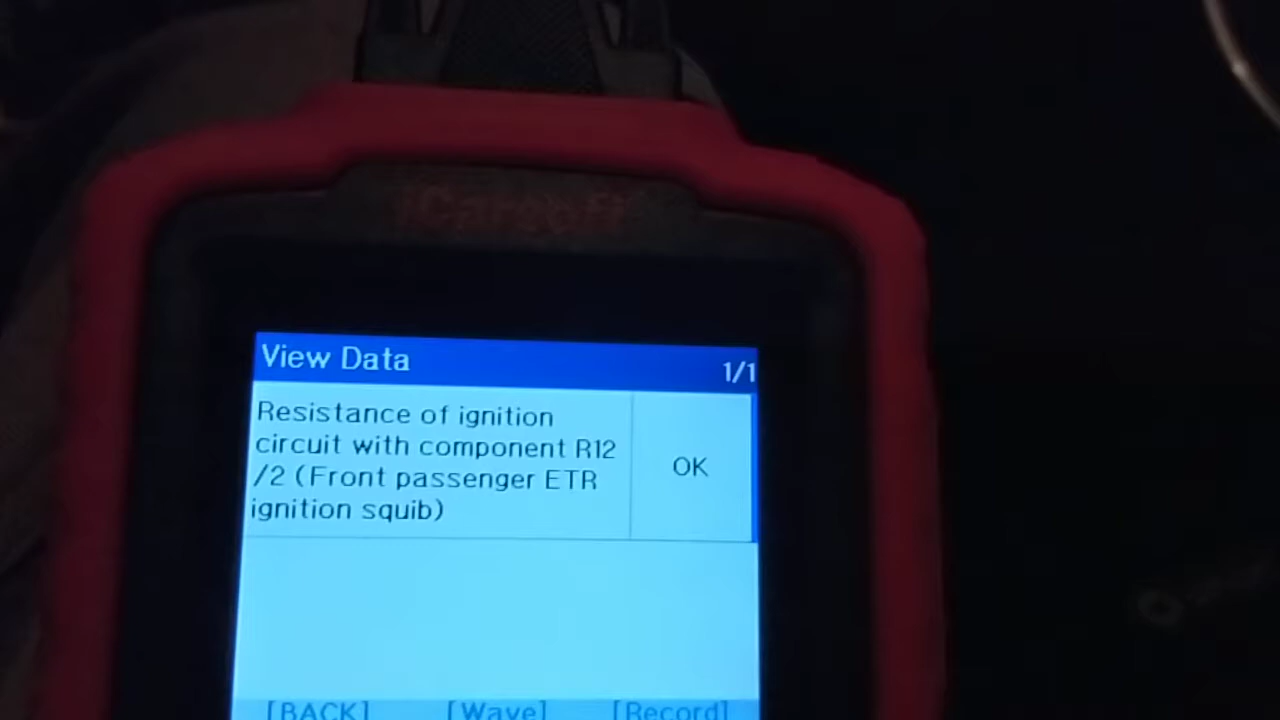 iCarsoft
View Data
1/1
Resistance of ignition
circuit with component R12
/2 (Front passenger ETR
ignition squib)
OK
[BACK] [Wave] [Record]